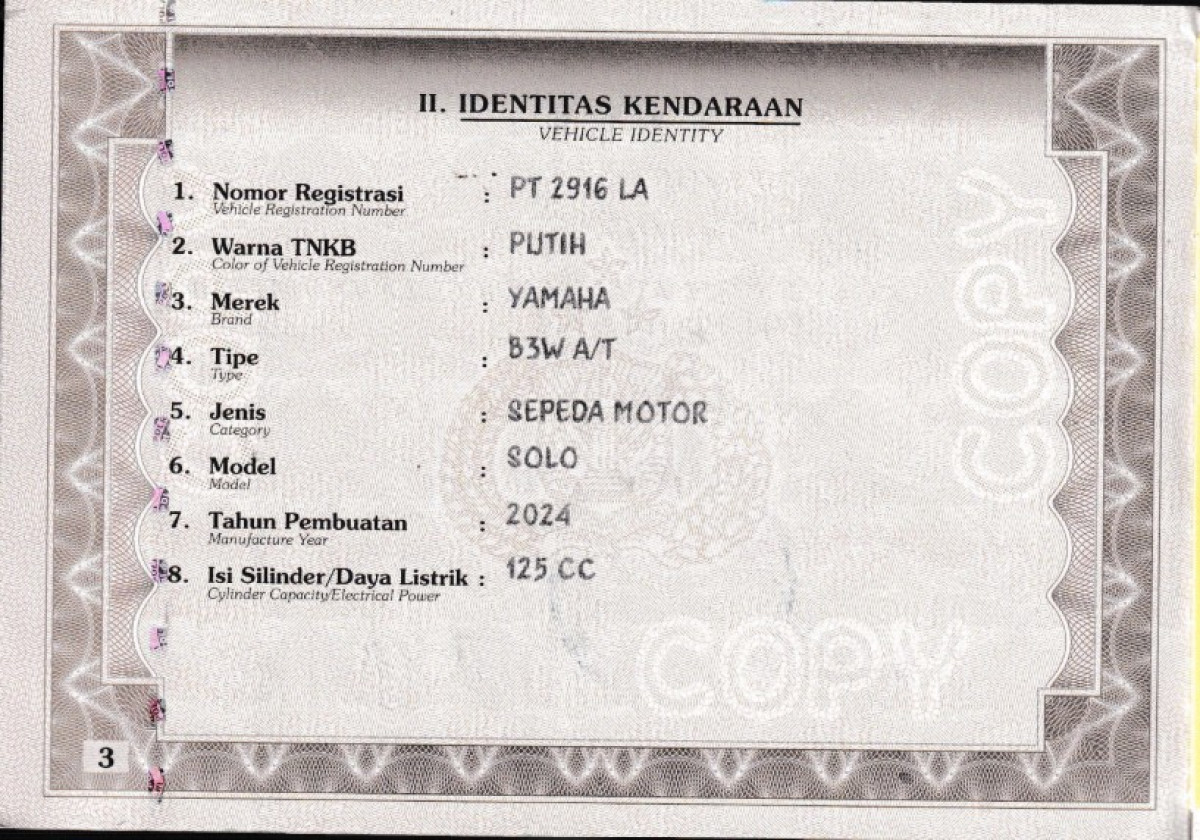 II. IDENTITAS KENDARAAN
VEHICLE IDENTITY
1. Nomor Registrasi : PT 2916 LA
Vehicle Registration Number
2. Warna TNKB : PUTIH
Color of Vehicle Registration Number
3. Merek : YAMAHA
Brand
4. Tipe : B3W A/T
Type
5. Jenis : SEPEDA MOTOR
Category
6. Model : SOLO
Model
7. Tahun Pembuatan : 2024
Manufacture Year
8. Isi Silinder/Daya Listrik : 125 CC
Cylinder Capacity/Electrical Power
COPY
COPY
3